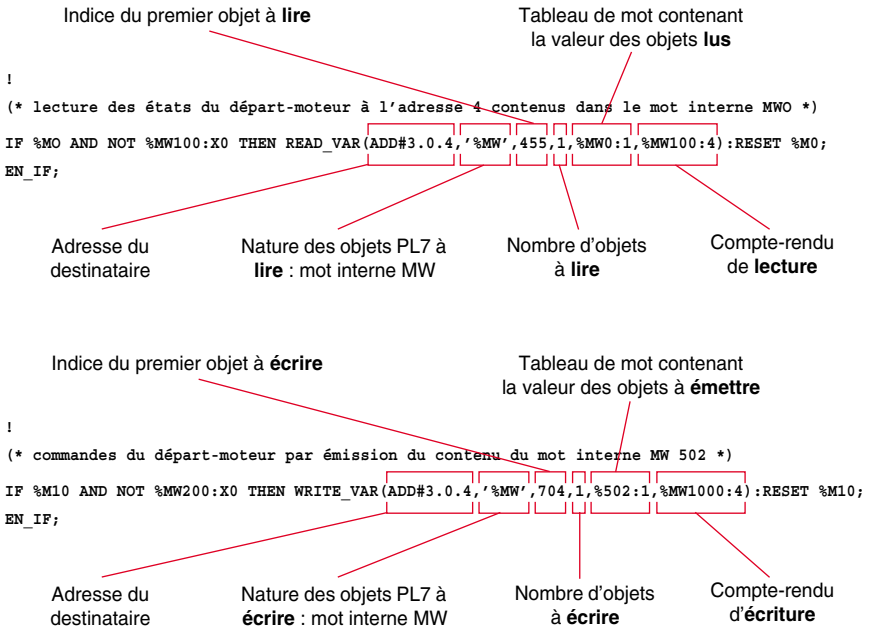 Indice du premier objet à lire
Tableau de mot contenant
la valeur des objets lus
!
(* lecture des états du départ-moteur à l'adresse 4 contenus dans le mot interne MWO *)
IF %MO AND NOT %MW100:X0 THEN READ_VAR(ADD#3.0.4,'%MW',455,1,%MW0:1,%MW100:4):RESET %M0;
EN_IF;
Adresse du
destinataire
Nature des objets PL7 à
lire : mot interne MW
Nombre d'objets
à lire
Compte-rendu
de lecture
Indice du premier objet à écrire
Tableau de mot contenant
la valeur des objets à émettre
!
(* commandes du départ-moteur par émission du contenu du mot interne MW 502 *)
IF %M10 AND NOT %MW200:X0 THEN WRITE_VAR(ADD#3.0.4,'%MW',704,1,%502:1,%MW1000:4):RESET %M10;
EN_IF;
Adresse du
destinataire
Nature des objets PL7 à
écrire : mot interne MW
Nombre d'objets
à écrire
Compte-rendu
d'écriture